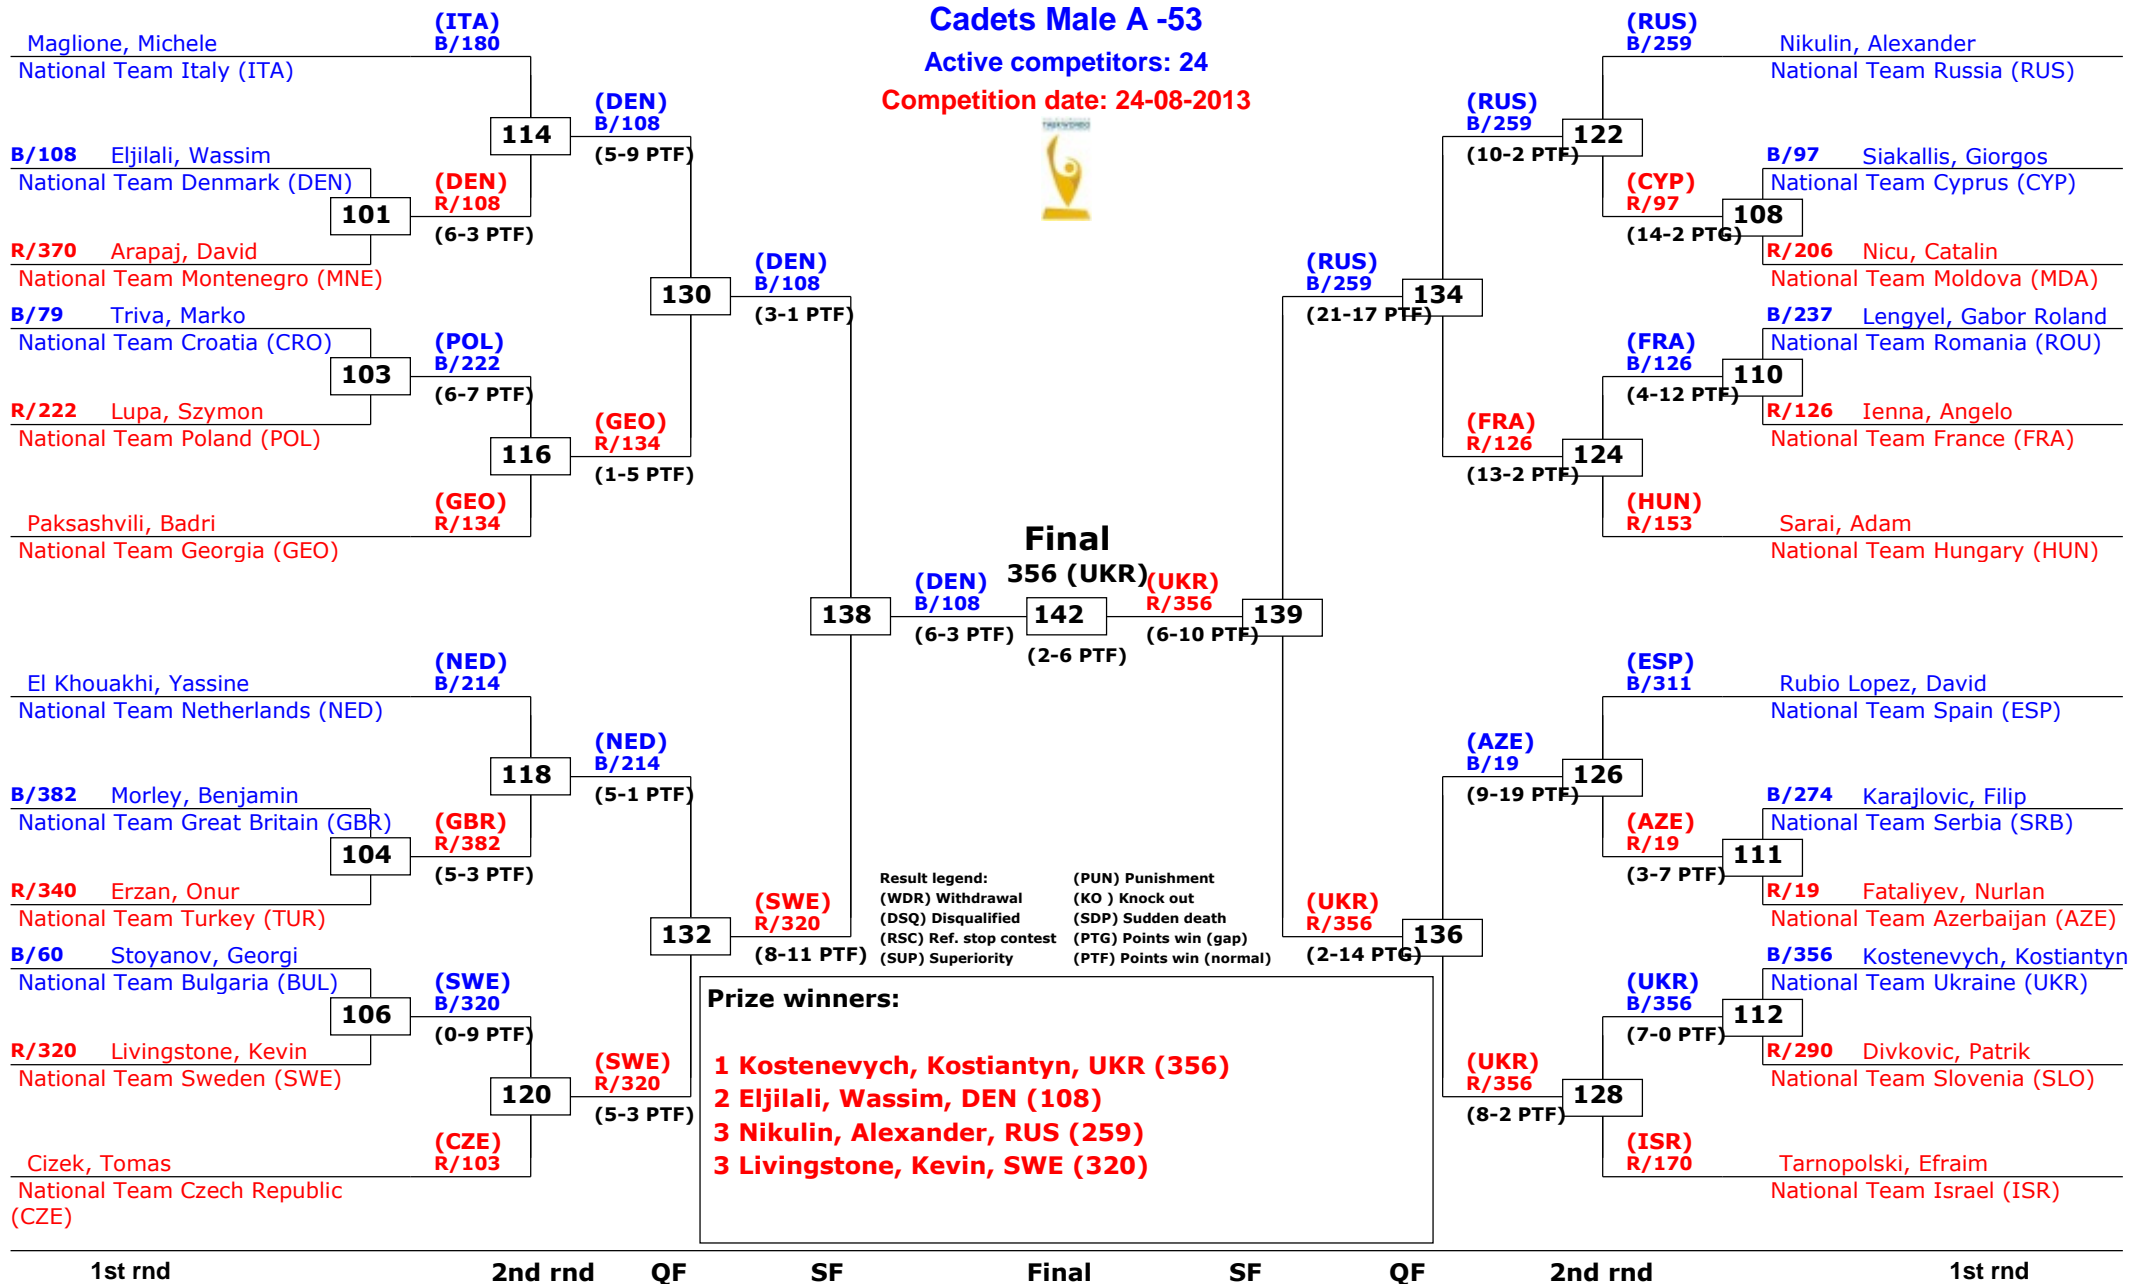 Cadets Male A -53
Active competitors: 24
Competition date: 24-08-2013
TAEKWONDO
(ITA)
B/180
Maglione, Michele
National Team Italy (ITA)
114
(DEN)
B/108
(5-9 PTF)
B/108 Eljilali, Wassim
National Team Denmark (DEN)
101
(DEN)
R/108
(6-3 PTF)
R/370 Arapaj, David
National Team Montenegro (MNE)
130
(DEN)
B/108
(3-1 PTF)
B/79 Triva, Marko
National Team Croatia (CRO)
103
(POL)
B/222
(6-7 PTF)
R/222 Lupa, Szymon
National Team Poland (POL)
116
(GEO)
R/134
(1-5 PTF)
(GEO)
R/134
Paksashvili, Badri
National Team Georgia (GEO)
138
(DEN)
B/108
(6-3 PTF)
Final
356 (UKR)
142
(2-6 PTF)
(UKR)
R/356
(6-10 PTF)
139
(NED)
B/214
El Khouakhi, Yassine
National Team Netherlands (NED)
118
(NED)
B/214
(5-1 PTF)
B/382 Morley, Benjamin
National Team Great Britain (GBR)
104
(GBR)
R/382
(5-3 PTF)
R/340 Erzan, Onur
National Team Turkey (TUR)
132
(SWE)
R/320
(8-11 PTF)
B/60 Stoyanov, Georgi
National Team Bulgaria (BUL)
106
(SWE)
B/320
(0-9 PTF)
R/320 Livingstone, Kevin
National Team Sweden (SWE)
120
(SWE)
R/320
(5-3 PTF)
(CZE)
R/103
Cizek, Tomas
National Team Czech Republic
(CZE)
(RUS)
B/259
Nikulin, Alexander
National Team Russia (RUS)
(RUS)
B/259
(10-2 PTF)
122
B/97 Siakallis, Giorgos
National Team Cyprus (CYP)
(CYP)
R/97
(14-2 PTG)
108
R/206 Nicu, Catalin
National Team Moldova (MDA)
(RUS)
B/259
(21-17 PTF)
134
B/237 Lengyel, Gabor Roland
National Team Romania (ROU)
(FRA)
B/126
(4-12 PTF)
110
R/126 Ienna, Angelo
National Team France (FRA)
(FRA)
R/126
(13-2 PTF)
124
(HUN)
R/153
Sarai, Adam
National Team Hungary (HUN)
(ESP)
B/311
Rubio Lopez, David
National Team Spain (ESP)
(AZE)
B/19
(9-19 PTF)
126
B/274 Karajlovic, Filip
National Team Serbia (SRB)
(AZE)
R/19
(3-7 PTF)
111
R/19 Fataliyev, Nurlan
National Team Azerbaijan (AZE)
(UKR)
R/356
(2-14 PTG)
136
B/356 Kostenevych, Kostiantyn
National Team Ukraine (UKR)
(UKR)
B/356
(7-0 PTF)
112
R/290 Divkovic, Patrik
National Team Slovenia (SLO)
(UKR)
R/356
(8-2 PTF)
128
(ISR)
R/170
Tarnopolski, Efraim
National Team Israel (ISR)
Result legend: (PUN) Punishment
(WDR) Withdrawal (KO ) Knock out
(DSQ) Disqualified (SDP) Sudden death
(RSC) Ref. stop contest (PTG) Points win (gap)
(SUP) Superiority (PTF) Points win (normal)
Prize winners:
1 Kostenevych, Kostiantyn, UKR (356)
2 Eljilali, Wassim, DEN (108)
3 Nikulin, Alexander, RUS (259)
3 Livingstone, Kevin, SWE (320)
1st rnd 2nd rnd QF SF Final SF QF 2nd rnd 1st rnd